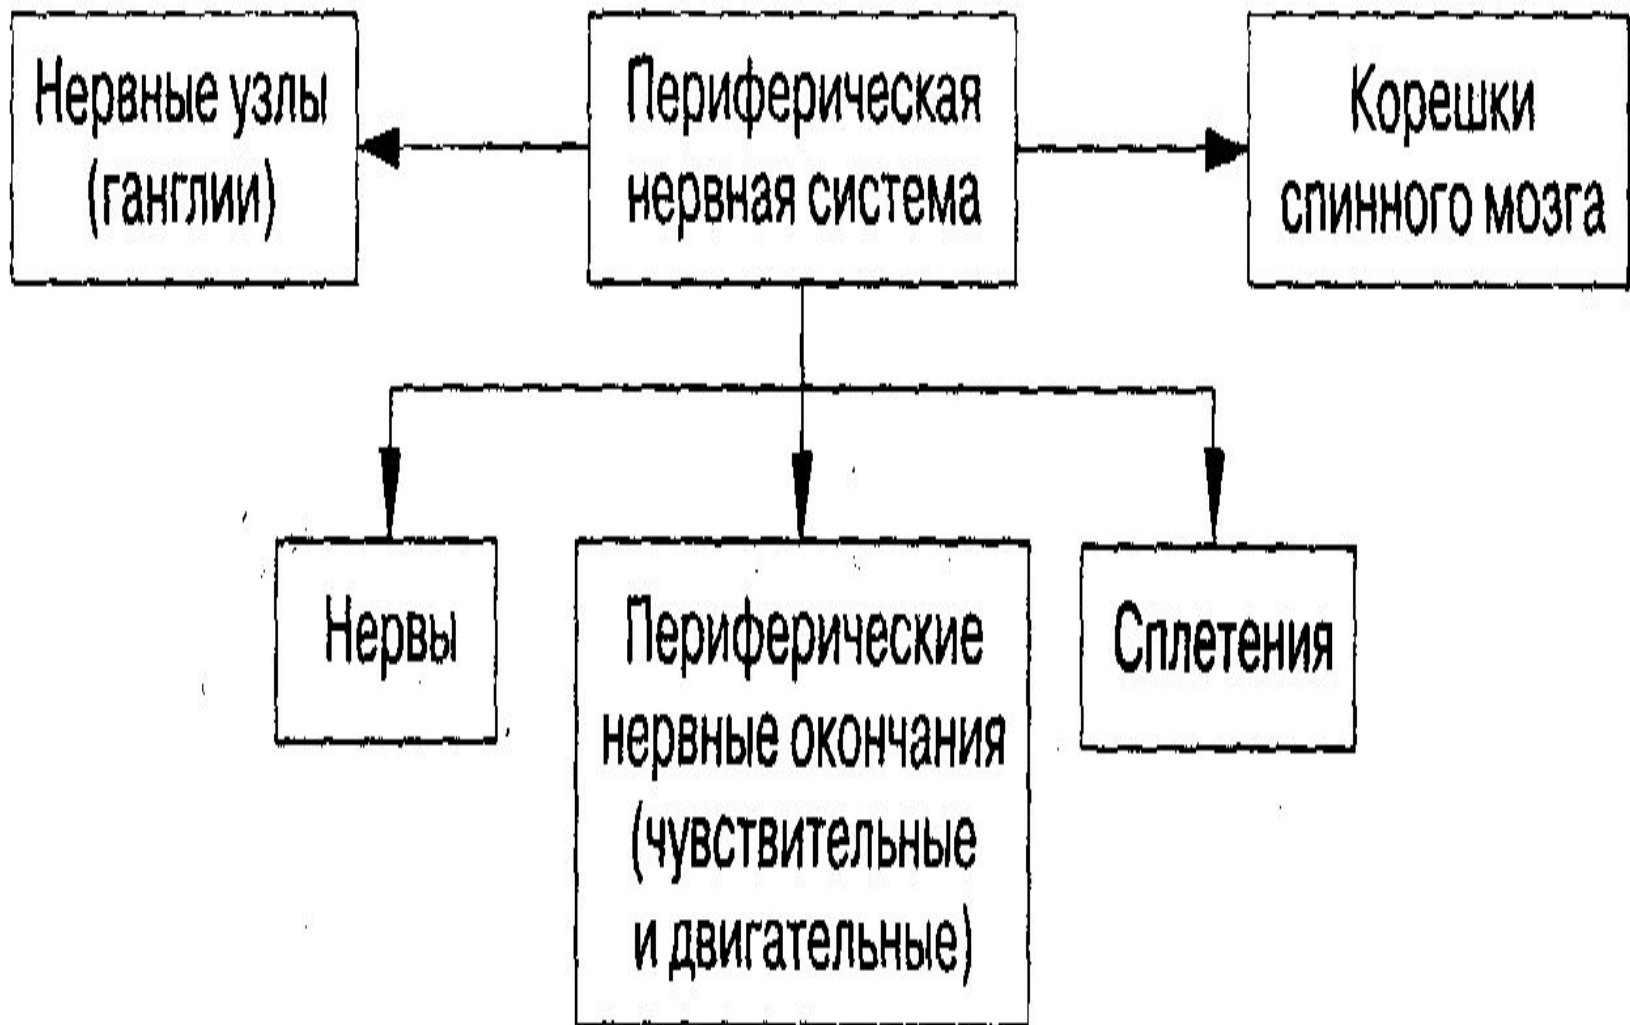 Нервные узлы
(ганглии)
Периферическая
нервная система
Корешки
спинного мозга
Нервы
Периферические
нервные окончания
(чувствительные
и двигательные)
Сплетения